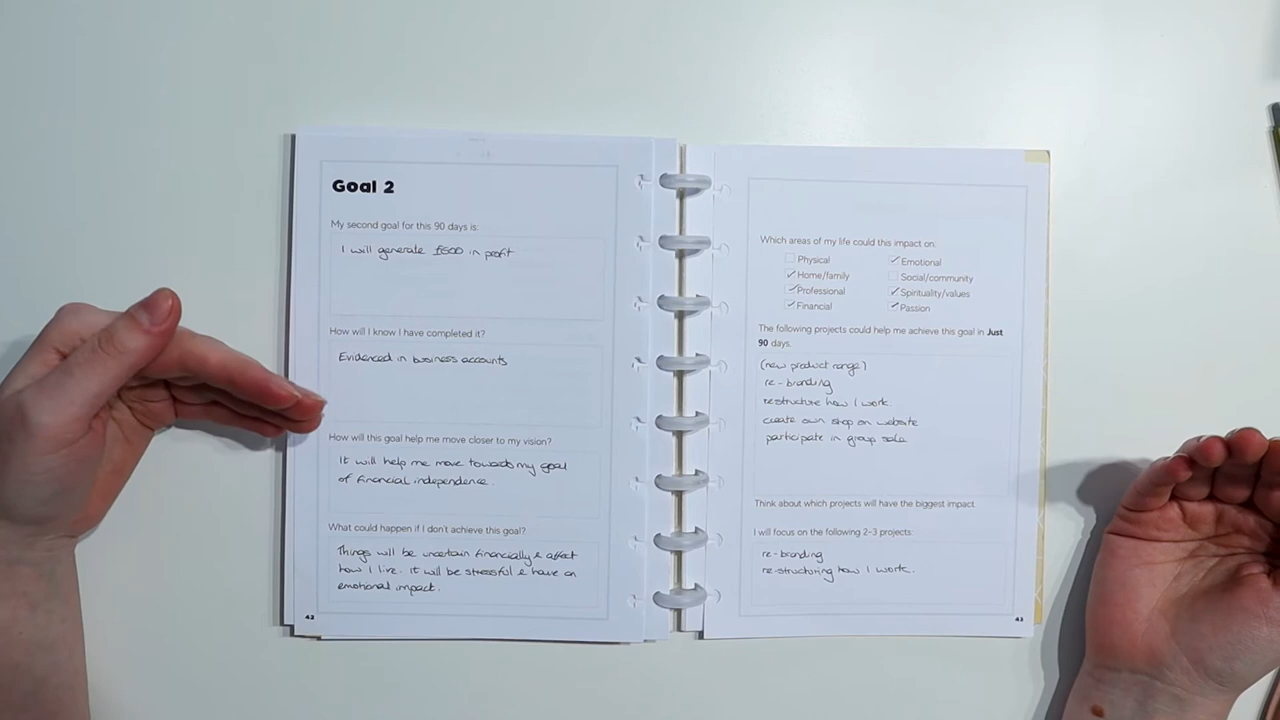 Goal 2
My second goal for this 90 days is:
I will generate £500 in profit
How will I know I have completed it?
Evidenced in business accounts
How will this goal help me move closer to my vision?
It will help me move towards my goal
of financial independence.
What could happen if I don't achieve this goal?
Things will be uncertain financially & affect
how I live. It will be stressful & have an
emotional impact.
42
Which areas of my life could this impact on:
Physical
Emotional
Home/family
Social/community
Professional
Spirituality/values
Financial
Passion
The following projects could help me achieve this goal in Just
90 days.
(new product range)
re-branding
restructure how I work.
create own shop on website
participate in group sale
Think about which projects will have the biggest impact.
I will focus on the following 2-3 projects:
re-branding
re-structuring how I work.
43